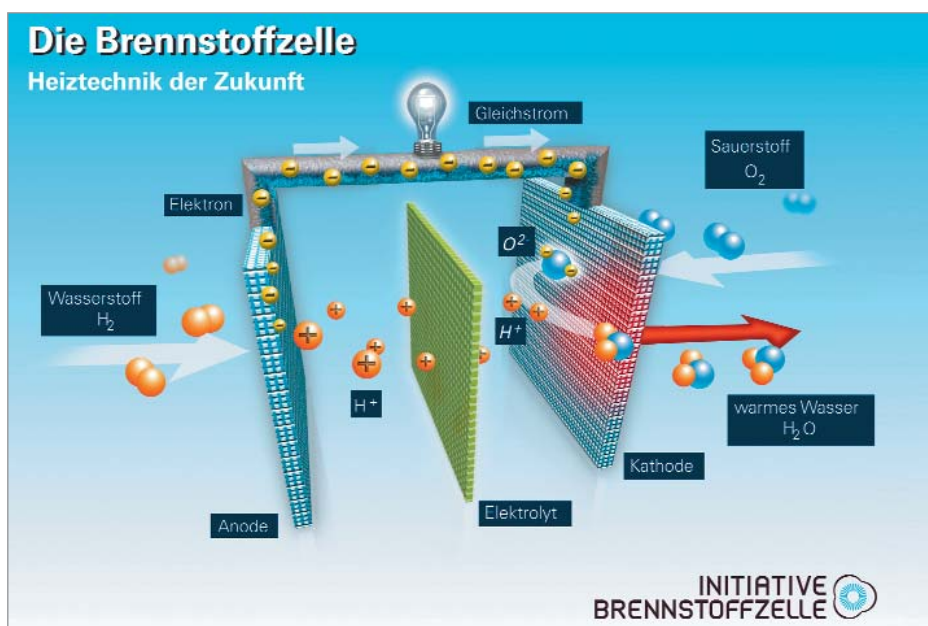 Die Brennstoffzelle
Heiztechnik der Zukunft
Gleichstrom
Sauerstoff
O₂
Elektron
O²⁻
Wasserstoff
H₂
H⁺
H⁺
warmes Wasser
H₂O
Kathode
Elektrolyt
Anode
INITIATIVE
BRENNSTOFFZELLE